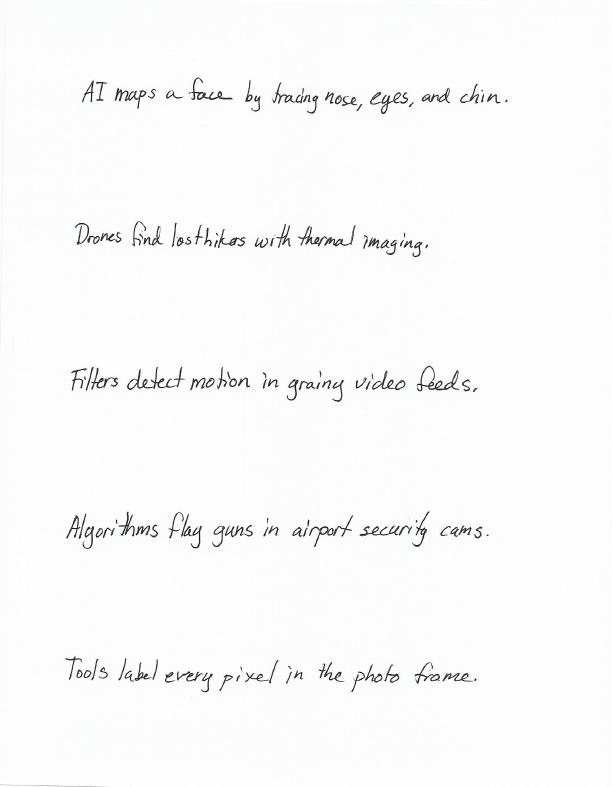 AI maps a face by tracing nose, eyes, and chin.
Drones find lost hikers with thermal imaging.
Filters detect motion in grainy video feeds.
Algorithms flag guns in airport security cams.
Tools label every pixel in the photo frame.